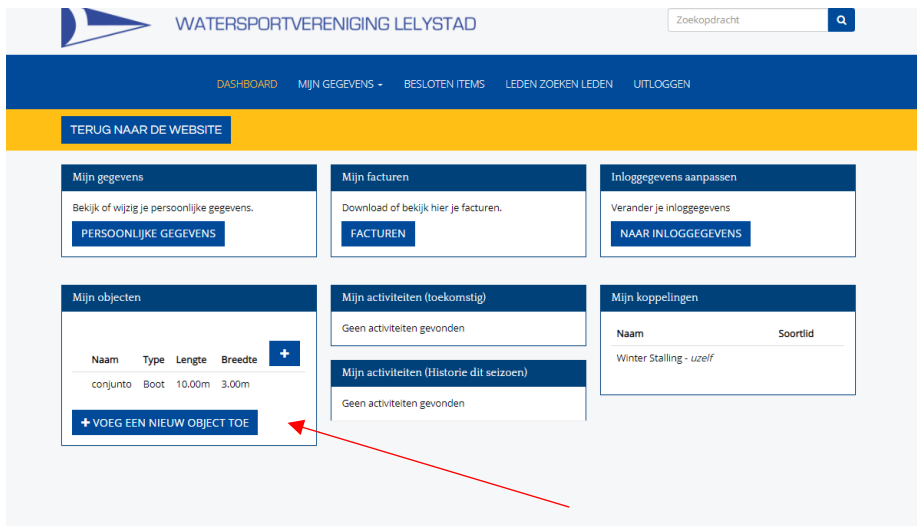 WATERSPORTVERENIGING LELYSTAD
Zoekopdracht
DASHBOARD MIJN GEGEVENS BESLOTEN ITEMS LEDEN ZOEKEN LEDEN UITLOGGEN
TERUG NAAR DE WEBSITE
Mijn gegevens
Bekijk of wijzig je persoonlijke gegevens.
PERSOONLIJKE GEGEVENS
Mijn facturen
Download of bekijk hier je facturen.
FACTUREN
Inloggegevens aanpassen
Verander je inloggegevens
NAAR INLOGGEGEVENS
Mijn objecten
Naam Type Lengte Breedte +
conjunto Boot 10.00m 3.00m
+ VOEG EEN NIEUW OBJECT TOE
Mijn activiteiten (toekomstig)
Geen activiteiten gevonden
Mijn activiteiten (Historie dit seizoen)
Geen activiteiten gevonden
Mijn koppelingen
Naam Soortlid
Winter Stalling - uzelf